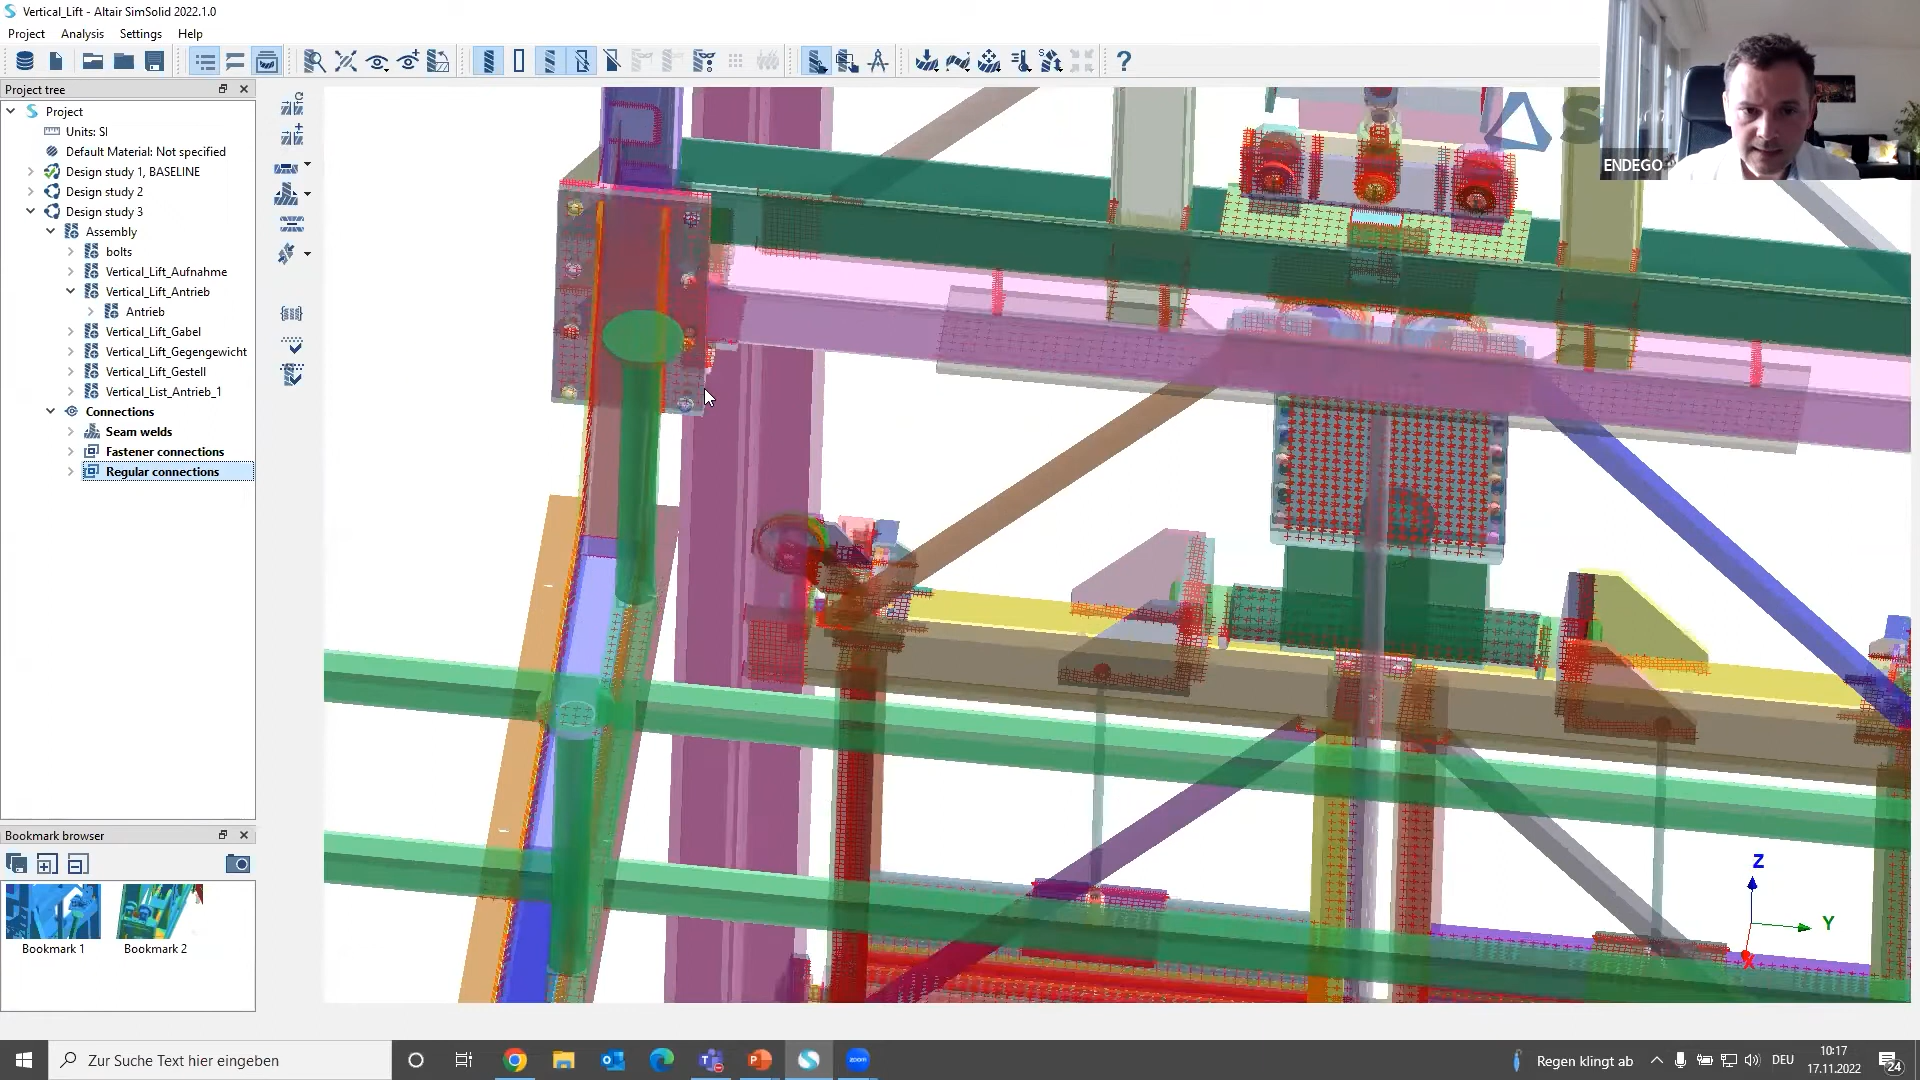 Vertical_Lift - Altair SimSolid 2022.1.0
Project Analysis Settings Help
Project tree
Project
Units: SI
Default Material: Not specified
Design study 1, BASELINE
Design study 2
Design study 3
Assembly
bolts
Vertical_Lift_Aufnahme
Vertical_Lift_Antrieb
Antrieb
Vertical_Lift_Gabel
Vertical_Lift_Gegengewicht
Vertical_Lift_Gestell
Vertical_List_Antrieb_1
Connections
Seam welds
Fastener connections
Regular connections
Bookmark browser
Bookmark 1 Bookmark 2
ENDEGO
Z
Y
X
Zur Suche Text hier eingeben
Regen klingt ab
DEU
10:17
17.11.2022
24